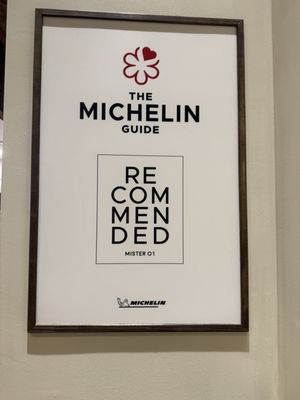 THE
MICHELIN
GUIDE
RE
COM
MEN
DED
MISTER 01
MICHELIN